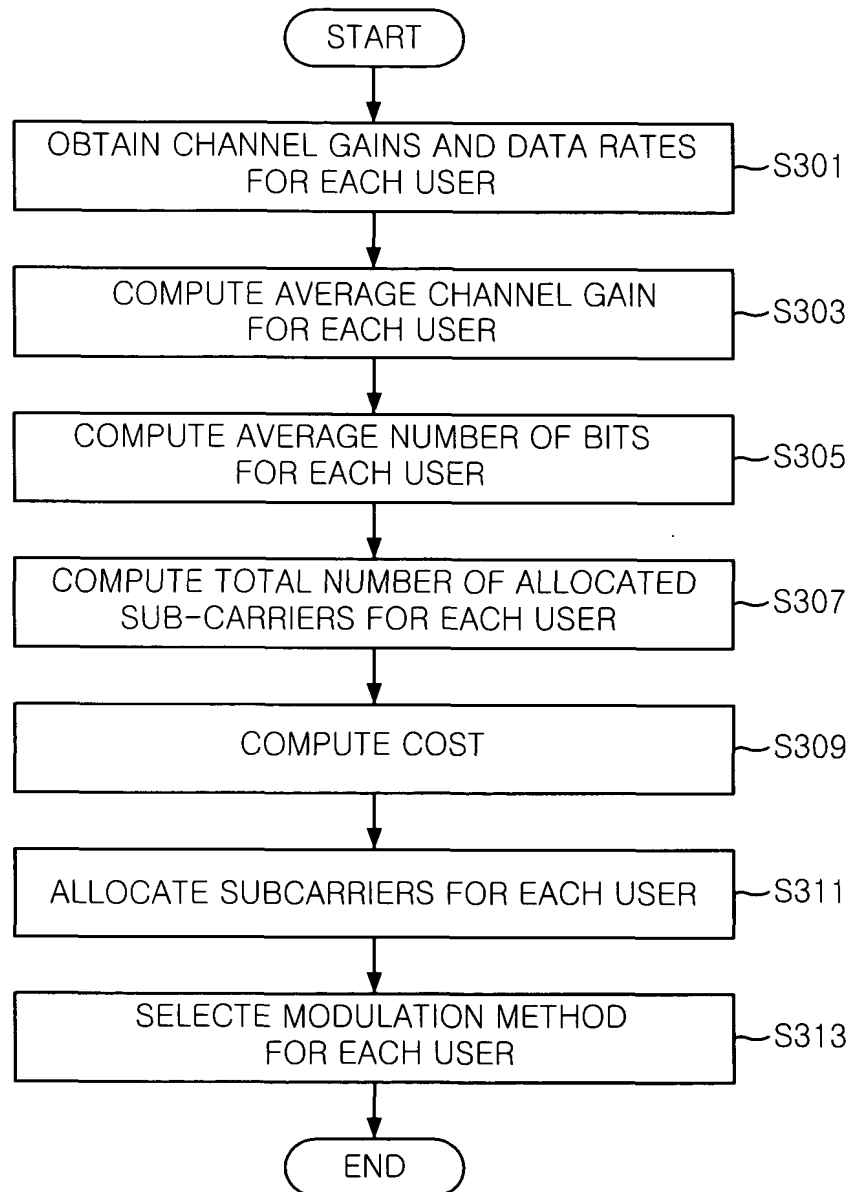 START
OBTAIN CHANNEL GAINS AND DATA RATES
FOR EACH USER
S301
COMPUTE AVERAGE CHANNEL GAIN
FOR EACH USER
S303
COMPUTE AVERAGE NUMBER OF BITS
FOR EACH USER
S305
COMPUTE TOTAL NUMBER OF ALLOCATED
SUB-CARRIERS FOR EACH USER
S307
COMPUTE COST
S309
ALLOCATE SUBCARRIERS FOR EACH USER
S311
SELECTE MODULATION METHOD
FOR EACH USER
S313
END